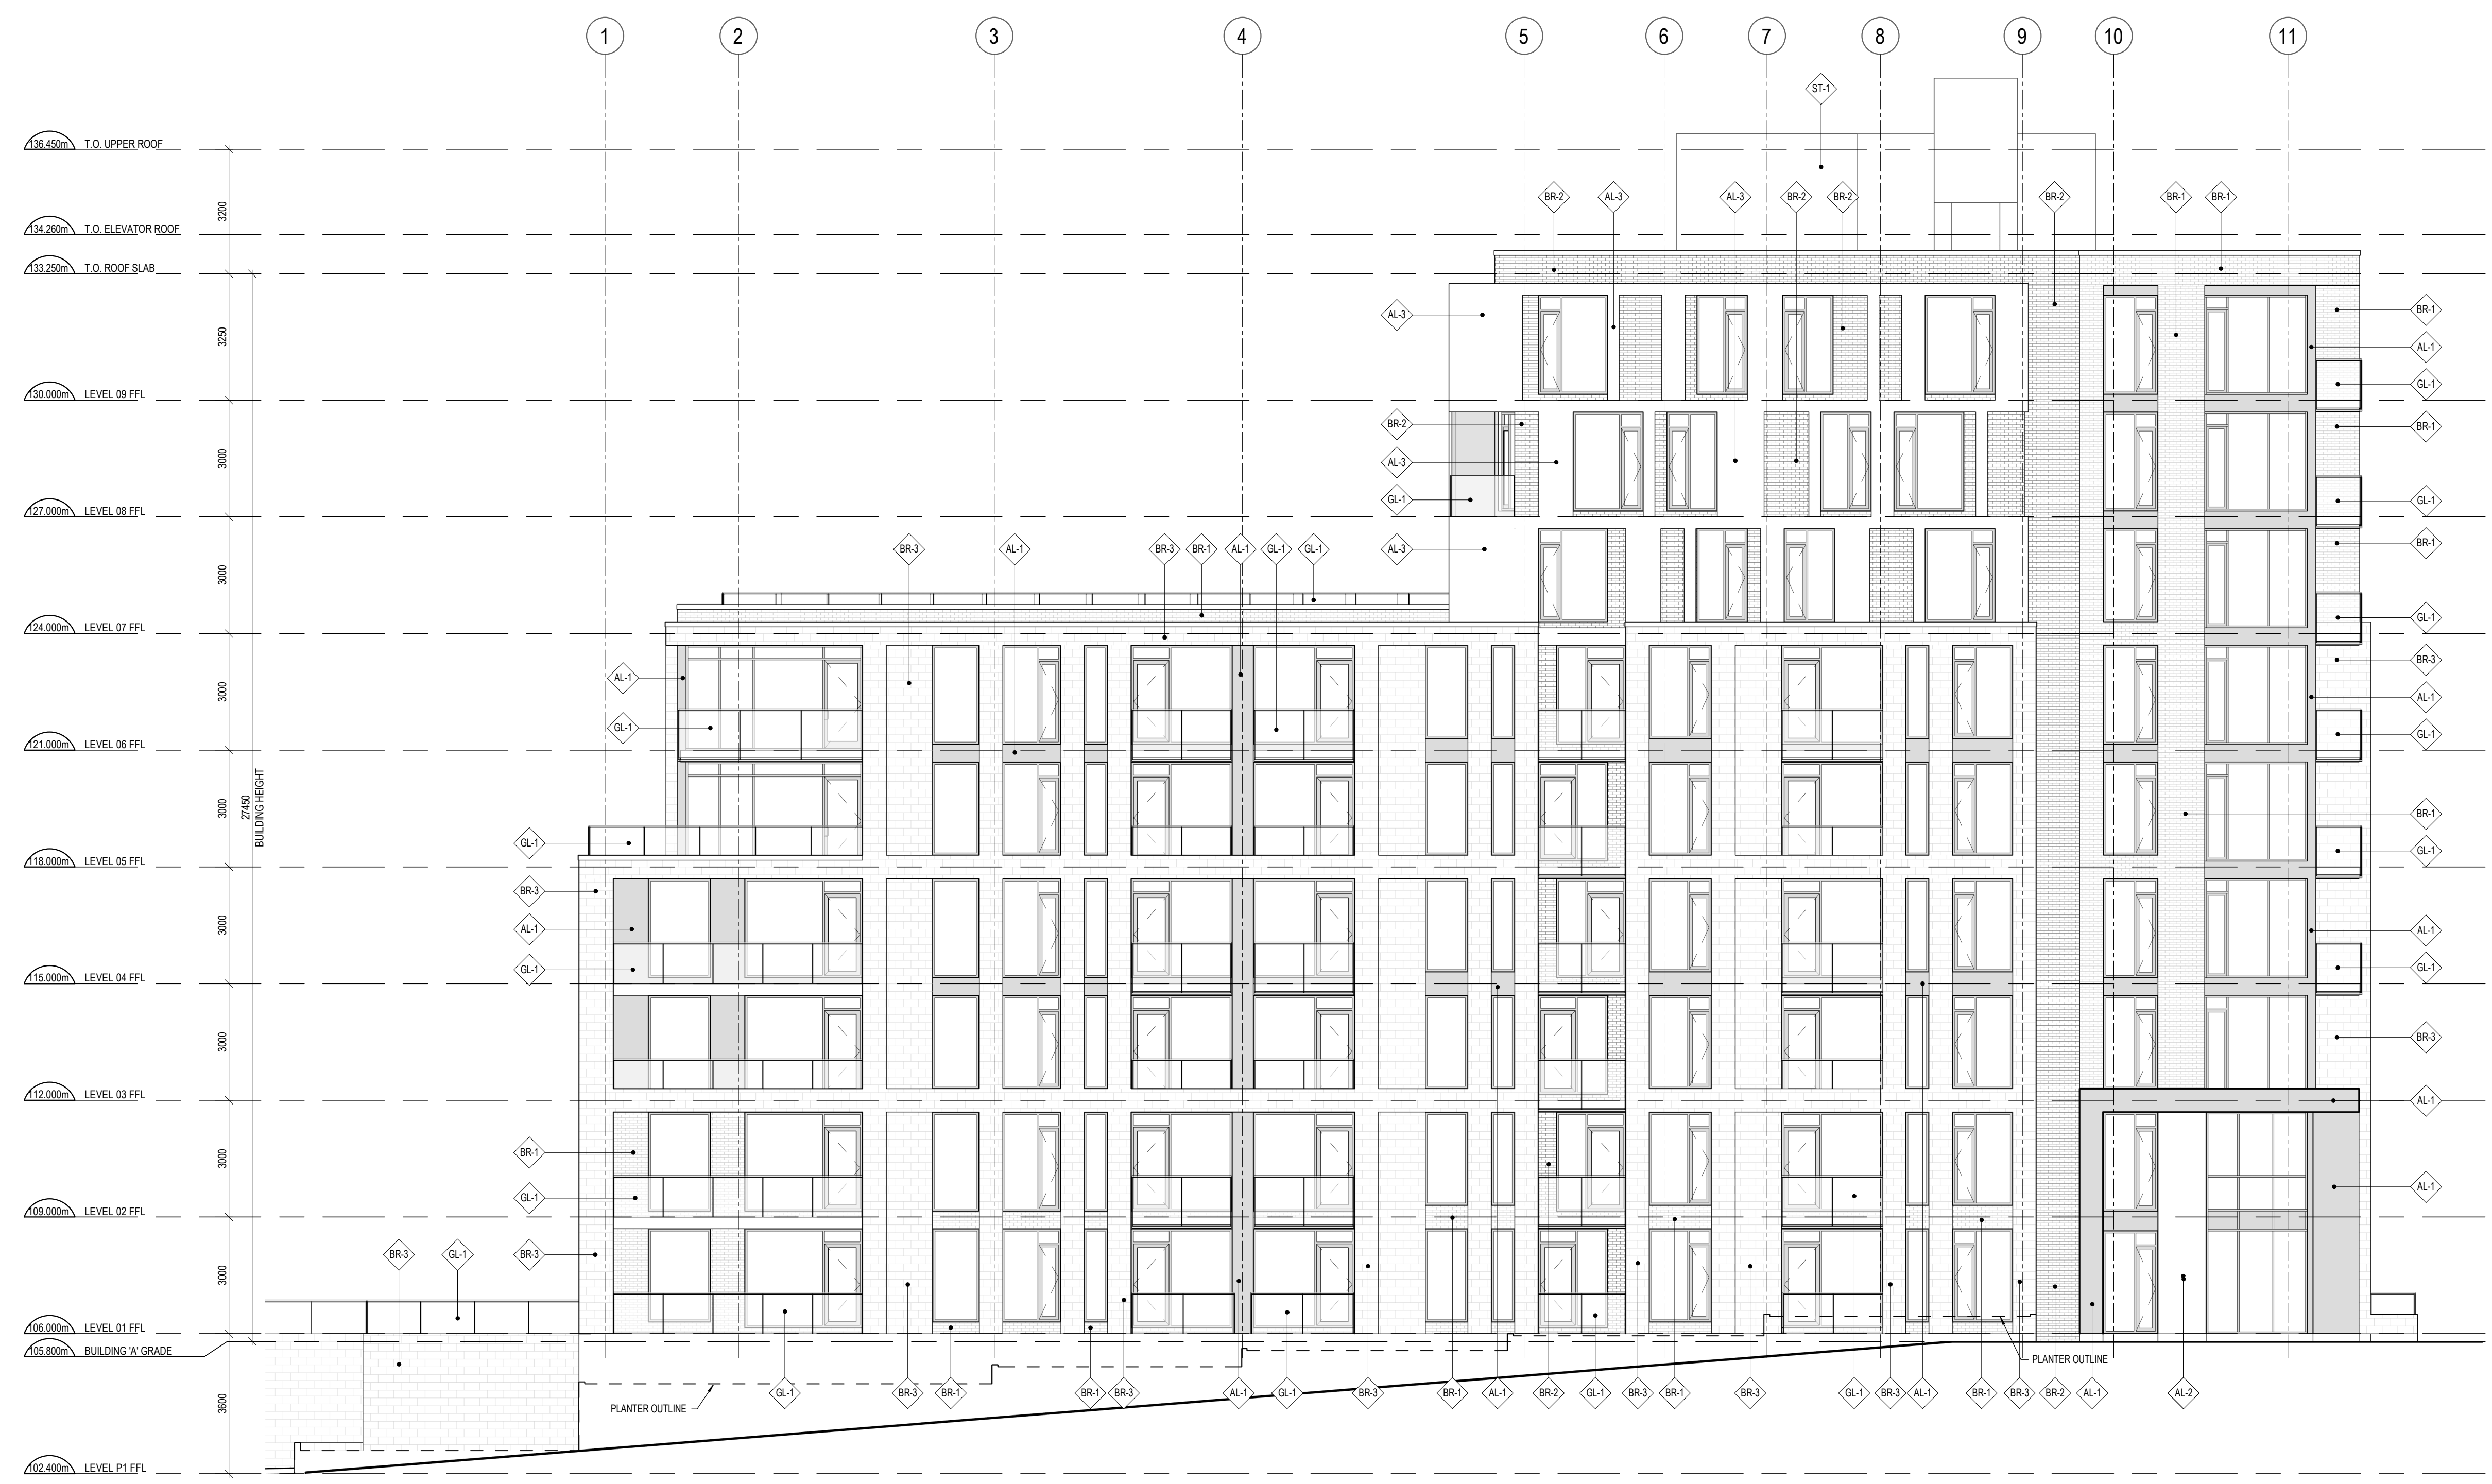 1 2 3 4 5 6 7 8 9 10 11
ST-1
136.450m T.O. UPPER ROOF
3200
BR-2 AL-3 AL-3 BR-2 BR-2 BR-2 BR-1 BR-1
134.260m T.O. ELEVATOR ROOF
133.250m T.O. ROOF SLAB
AL-3 BR-1
3250
AL-1
GL-1
130.000m LEVEL 09 FFL
BR-2 BR-1
3000
AL-3
GL-1 GL-1
127.000m LEVEL 08 FFL
BR-3 AL-1 BR-3 BR-1 AL-1 GL-1 GL-1 AL-3 BR-1
3000
GL-1
124.000m LEVEL 07 FFL
BR-3
AL-1
3000
AL-1
GL-1 GL-1
121.000m LEVEL 06 FFL
3000
27450
BUILDING HEIGHT
BR-1
GL-1 GL-1
118.000m LEVEL 05 FFL
BR-3
3000
AL-1 AL-1
GL-1 GL-1
115.000m LEVEL 04 FFL
3000
BR-3
112.000m LEVEL 03 FFL
AL-1
BR-1
3000
AL-1
GL-1
109.000m LEVEL 02 FFL
BR-3 GL-1 BR-3
3000
106.000m LEVEL 01 FFL
105.800m BUILDING 'A' GRADE
PLANTER OUTLINE
GL-1 BR-3 BR-1 BR-1 BR-3 AL-1 GL-1 BR-3 BR-1 AL-1 BR-2 GL-1 BR-3 BR-1 BR-3 GL-1 BR-3 AL-1 BR-1 BR-3 BR-2 AL-1 AL-2
3600
PLANTER OUTLINE
102.400m LEVEL P1 FFL